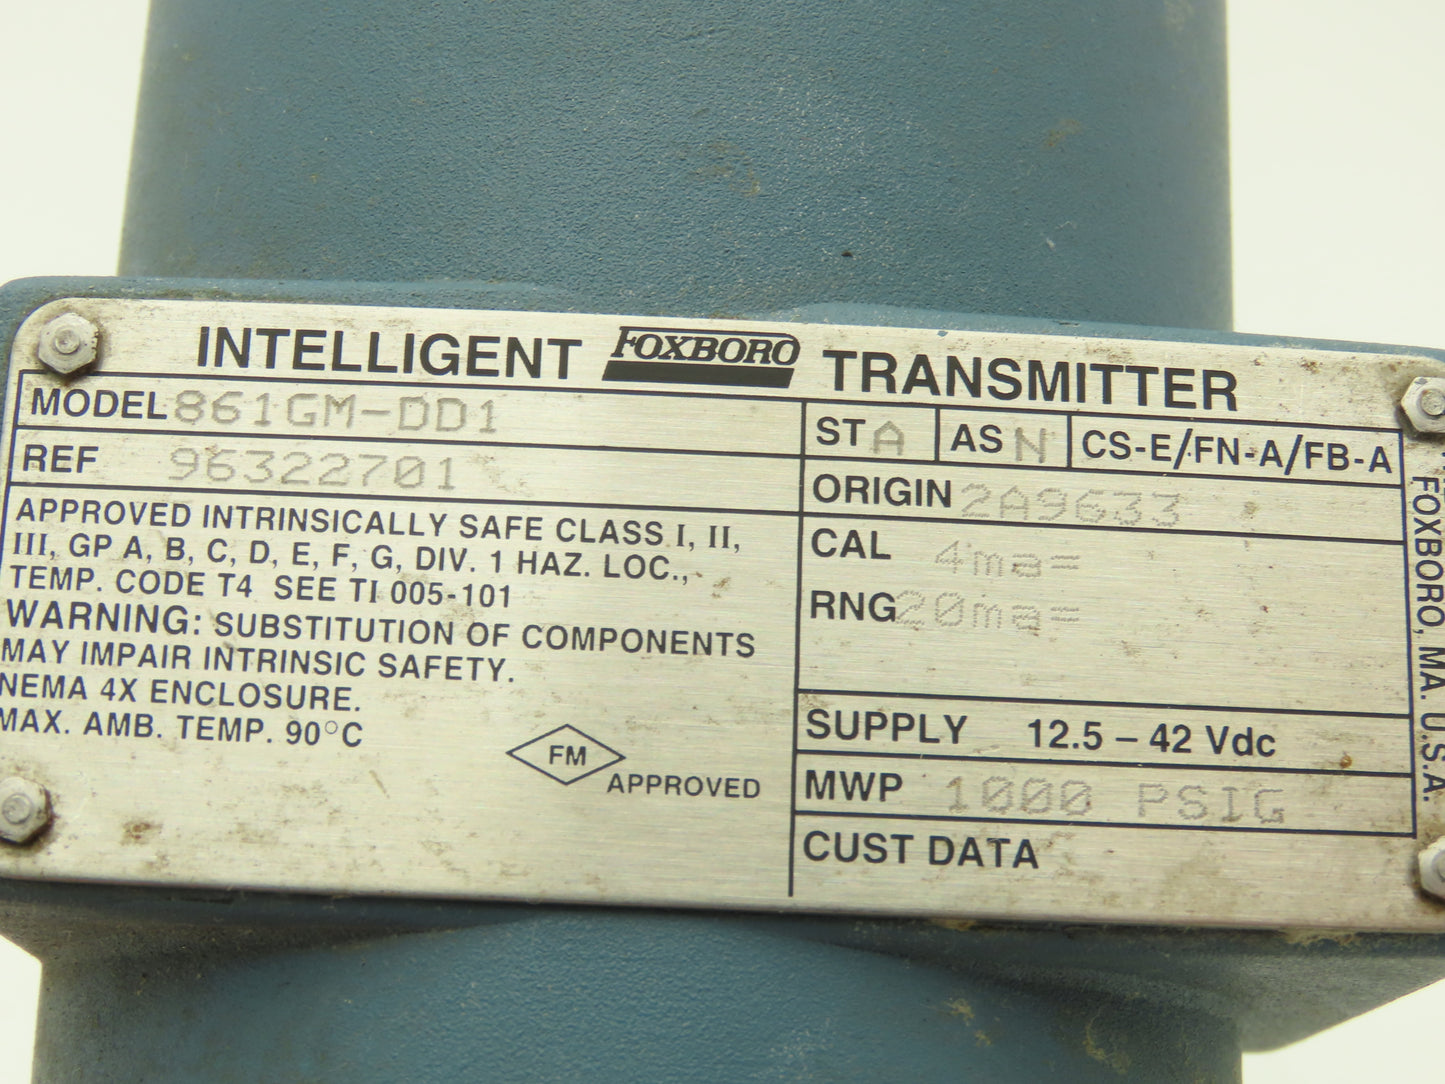 INTELLIGENT FOXBORO TRANSMITTER
MODEL 861GM-DD1
REF 96322701
APPROVED INTRINSICALLY SAFE CLASS I, II,
III, GP A, B, C, D, E, F, G, DIV. 1 HAZ. LOC.,
TEMP. CODE T4 SEE TI 005-101
WARNING: SUBSTITUTION OF COMPONENTS
MAY IMPAIR INTRINSIC SAFETY.
NEMA 4X ENCLOSURE.
MAX. AMB. TEMP. 90°C
FM
APPROVED
ST A AS N CS-E/FN-A/FB-A
ORIGIN 2A9633
CAL 4ma=
RNG 20ma=
SUPPLY 12.5 – 42 Vdc
MWP 1000 PSIG
CUST DATA
FOXBORO, MA. U.S.A.